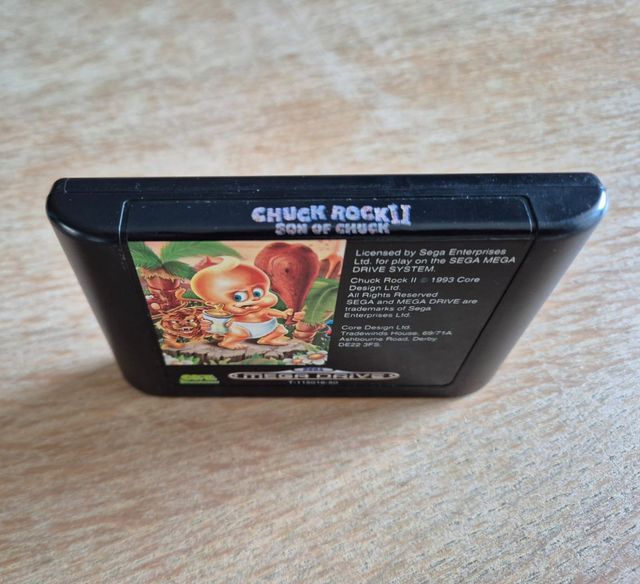 CHUCK ROCK II
SON OF CHUCK
Licensed by Sega Enterprises
Ltd. for play on the SEGA MEGA
DRIVE SYSTEM.
Chuck Rock II © 1993 Core
Design Ltd.
All Rights Reserved
SEGA and MEGA DRIVE are
trademarks of Sega
Enterprises Ltd.
Core Design Ltd.
Tradewinds House. 69/71A
Ashbourne Road. Derby
DE22 3FS.
SEGA
MEGA DRIVE